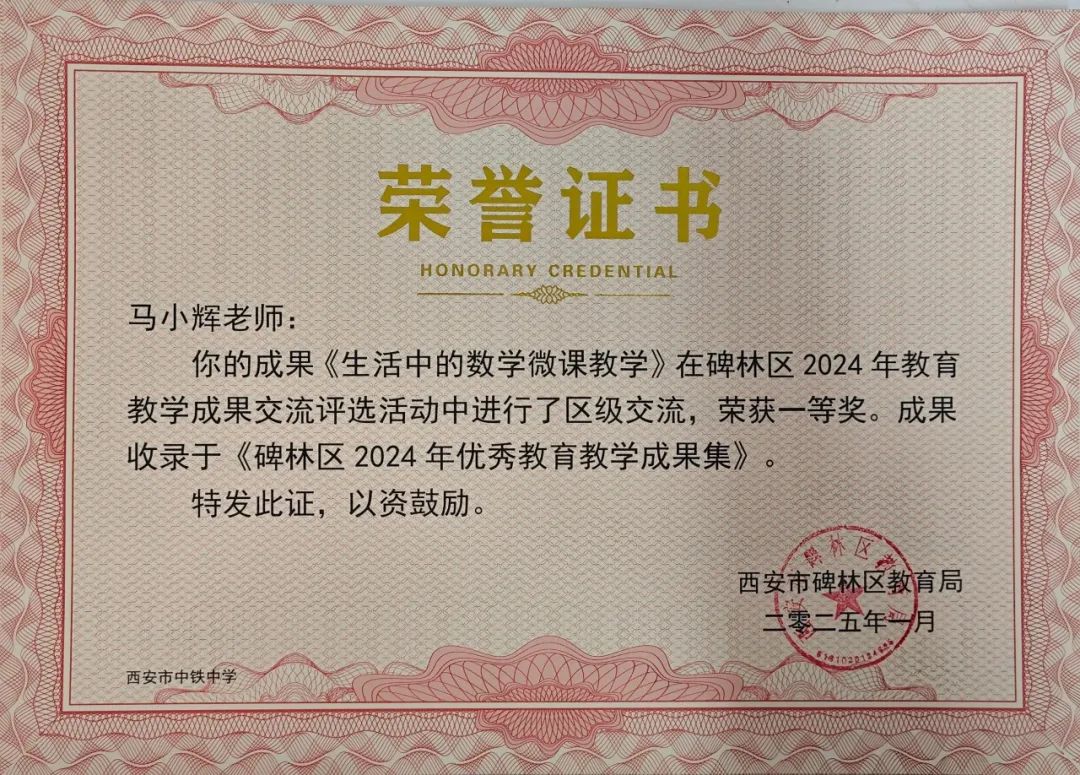 荣誉证书
HONORARY CREDENTIAL
马小辉老师：
你的成果《生活中的数学微课教学》在碑林区 2024 年教育
教学成果交流评选活动中进行了区级交流，荣获一等奖。成果
收录于《碑林区 2024 年优秀教育教学成果集》。
特发此证，以资鼓励。
西安市碑林区教育局
二零二五年一月
西安市中铁中学